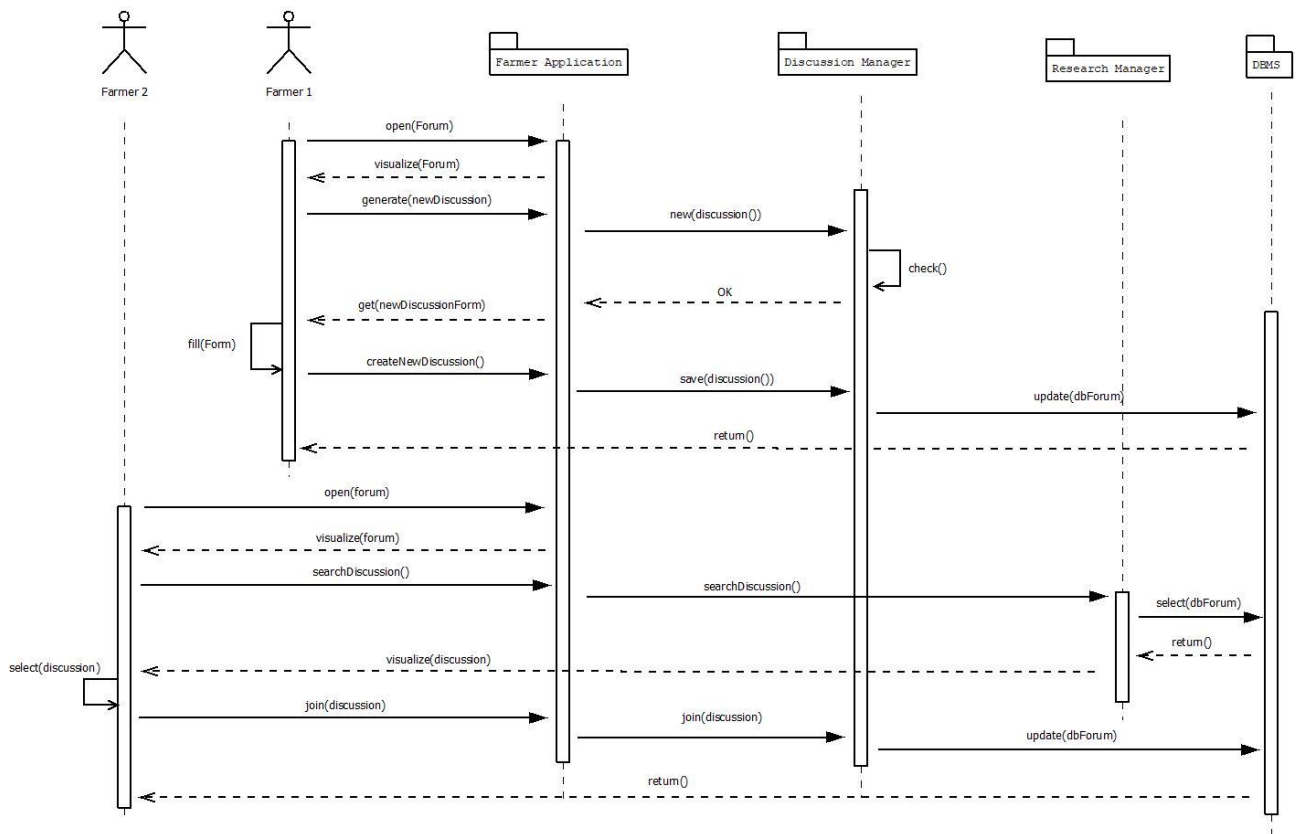 Farmer 2
Farmer 1
Farmer Application
Discussion Manager
Research Manager
DBMS
open(Forum)
visualize(Forum)
generate(newDiscussion)
new(discussion())
check()
OK
get(newDiscussionForm)
fill(Form)
createNewDiscussion()
save(discussion())
update(dbForum)
return()
open(forum)
visualize(forum)
searchDiscussion()
searchDiscussion()
select(dbForum)
return()
visualize(discussion)
select(discussion)
join(discussion)
join(discussion)
update(dbForum)
return()